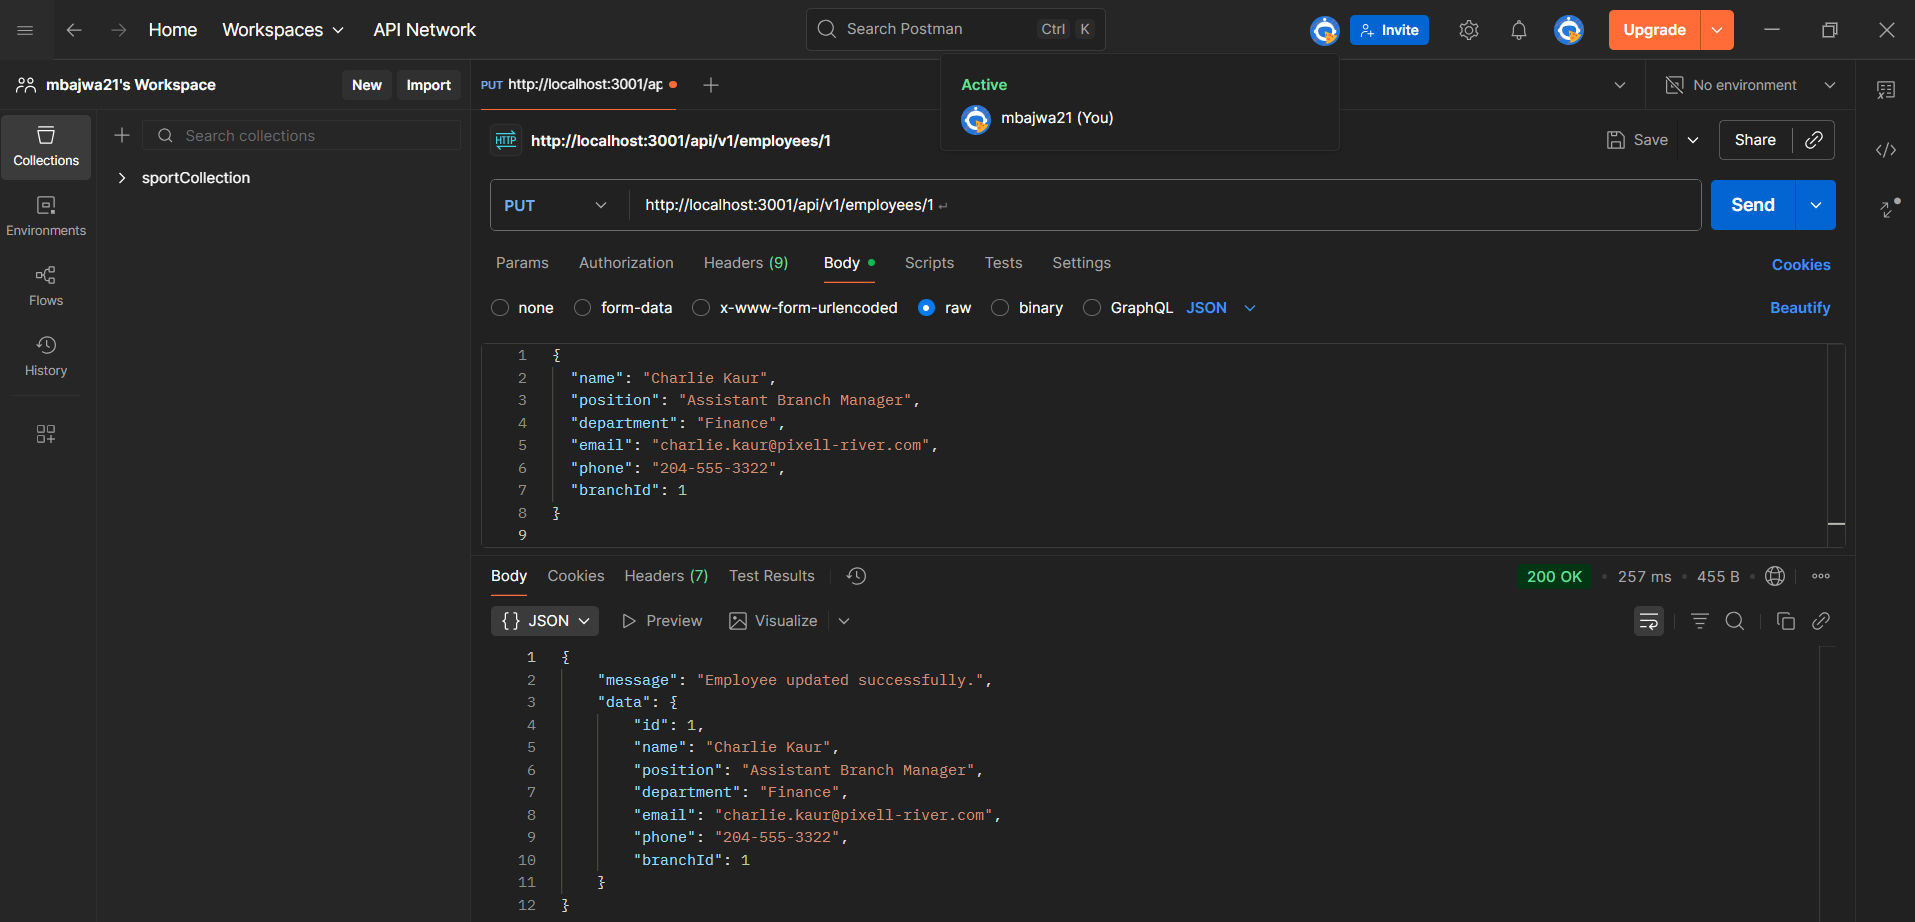 Home Workspaces API Network Search Postman Ctrl K Invite Upgrade
mbajwa21's Workspace New Import PUT http://localhost:3001/ap No environment
Active
mbajwa21 (You)
Search collections
HTTP http://localhost:3001/api/v1/employees/1 Save Share
Collections
sportCollection
PUT http://localhost:3001/api/v1/employees/1 Send
Environments
Params Authorization Headers (9) Body Scripts Tests Settings Cookies
Flows
none form-data x-www-form-urlencoded raw binary GraphQL JSON Beautify
History
1 {
2 "name": "Charlie Kaur",
3 "position": "Assistant Branch Manager",
4 "department": "Finance",
5 "email": "charlie.kaur@pixell-river.com",
6 "phone": "204-555-3322",
7 "branchId": 1
8 }
9
Body Cookies Headers (7) Test Results 200 OK • 257 ms • 455 B •
{} JSON Preview Visualize
1 {
2 "message": "Employee updated successfully.",
3 "data": {
4 "id": 1,
5 "name": "Charlie Kaur",
6 "position": "Assistant Branch Manager",
7 "department": "Finance",
8 "email": "charlie.kaur@pixell-river.com",
9 "phone": "204-555-3322",
10 "branchId": 1
11 }
12 }